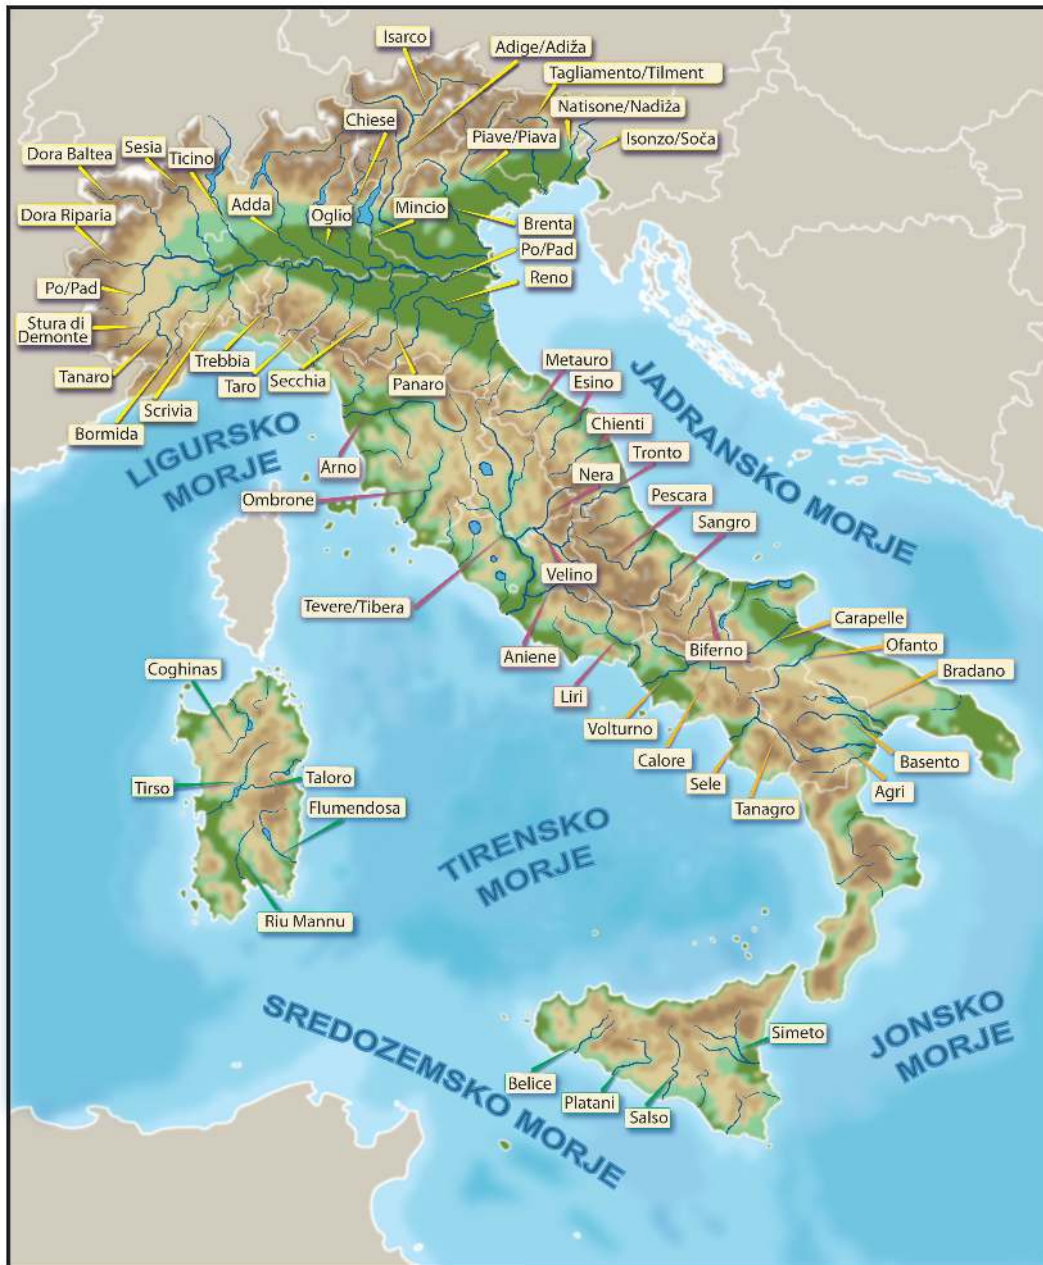 Isarco
Adige/Adiža
Tagliamento/Tilment
Natisone/Nadiža
Chiese
Piave/Piava
Isonzo/Soča
Sesia
Dora Baltea
Ticino
Adda
Oglio
Mincio
Dora Riparia
Brenta
Po/Pad
Reno
Po/Pad
Stura di
Demonte
Tanaro
Trebbia
Taro
Secchia
Panaro
Scrivia
Bormida
Metauro
Esino
Chienti
Tronto
Nera
Pescara
Sangro
LIGURSKO
MORJE
JADRANSKO MORJE
Arno
Ombrone
Velino
Tevere/Tibera
Aniene
Liri
Biferno
Carapelle
Ofanto
Bradano
Volturno
Calore
Sele
Tanagro
Basento
Agri
Coghinas
Tirso
Taloro
Flumendosa
Riu Mannu
TIRENSKO
MORJE
SREDOZEMSKO MORJE
JONSKO
MORJE
Simeto
Belice
Platani
Salso